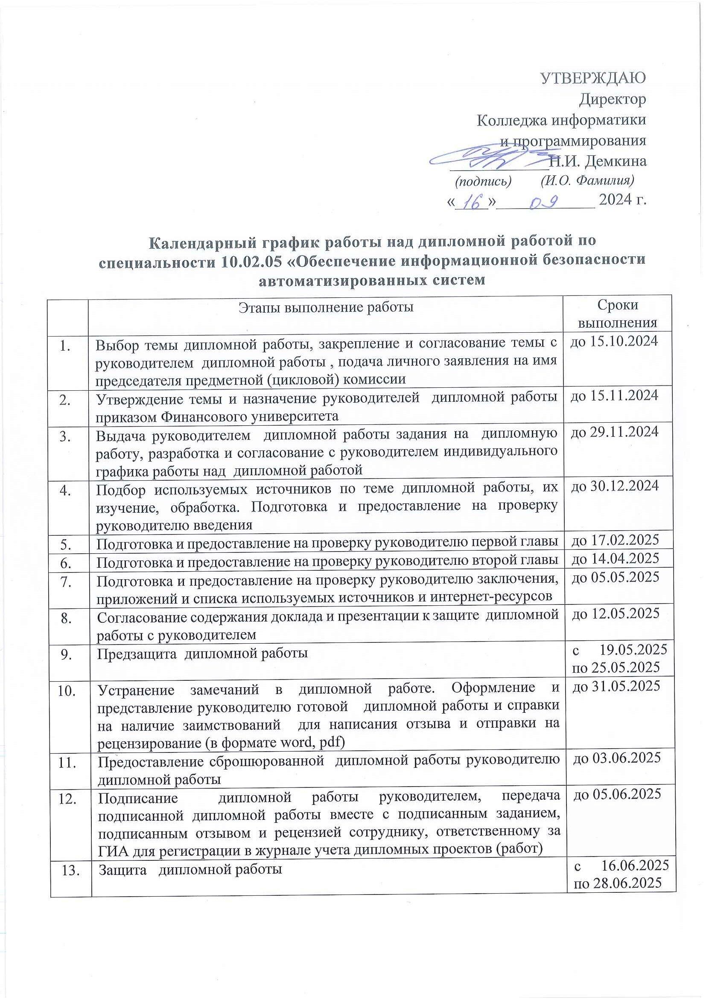 УТВЕРЖДАЮ
Директор
Колледжа информатики
и программирования
____________Н.И. Демкина
(подпись) (И.О. Фамилия)
«16» 09 2024 г.
Календарный график работы над дипломной работой по
специальности 10.02.05 «Обеспечение информационной безопасности
автоматизированных систем
Этапы выполнение работы
Сроки
выполнения
1.
Выбор темы дипломной работы, закрепление и согласование темы с
руководителем дипломной работы , подача личного заявления на имя
председателя предметной (цикловой) комиссии
до 15.10.2024
2.
Утверждение темы и назначение руководителей дипломной работы
приказом Финансового университета
до 15.11.2024
3.
Выдача руководителем дипломной работы задания на дипломную
работу, разработка и согласование с руководителем индивидуального
графика работы над дипломной работой
до 29.11.2024
4.
Подбор используемых источников по теме дипломной работы, их
изучение, обработка. Подготовка и предоставление на проверку
руководителю введения
до 30.12.2024
5.
Подготовка и предоставление на проверку руководителю первой главы
до 17.02.2025
6.
Подготовка и предоставление на проверку руководителю второй главы
до 14.04.2025
7.
Подготовка и предоставление на проверку руководителю заключения,
приложений и списка используемых источников и интернет-ресурсов
до 05.05.2025
8.
Согласование содержания доклада и презентации к защите дипломной
работы с руководителем
до 12.05.2025
9.
Предзащита дипломной работы
с 19.05.2025
по 25.05.2025
10.
Устранение замечаний в дипломной работе. Оформление и
представление руководителю готовой дипломной работы и справки
на наличие заимствований для написания отзыва и отправки на
рецензирование (в формате word, pdf)
до 31.05.2025
11.
Предоставление сброшюрованной дипломной работы руководителю
дипломной работы
до 03.06.2025
12.
Подписание дипломной работы руководителем, передача
подписанной дипломной работы вместе с подписанным заданием,
подписанным отзывом и рецензией сотруднику, ответственному за
ГИА для регистрации в журнале учета дипломных проектов (работ)
до 05.06.2025
13.
Защита дипломной работы
с 16.06.2025
по 28.06.2025